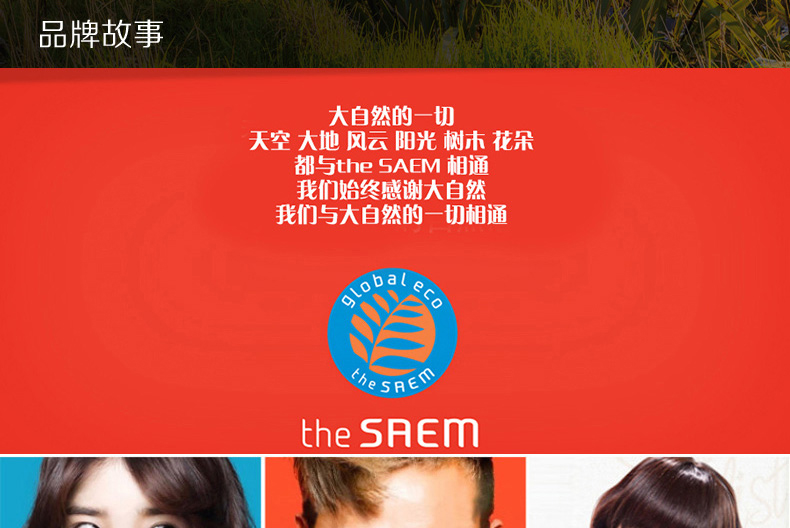 品牌故事
大自然的一切
天空 大地 风云 阳光 树木 花朵
都与the SAEM 相通
我们始终感谢大自然
我们与大自然的一切相通
global eco
the SAEM
the SAEM